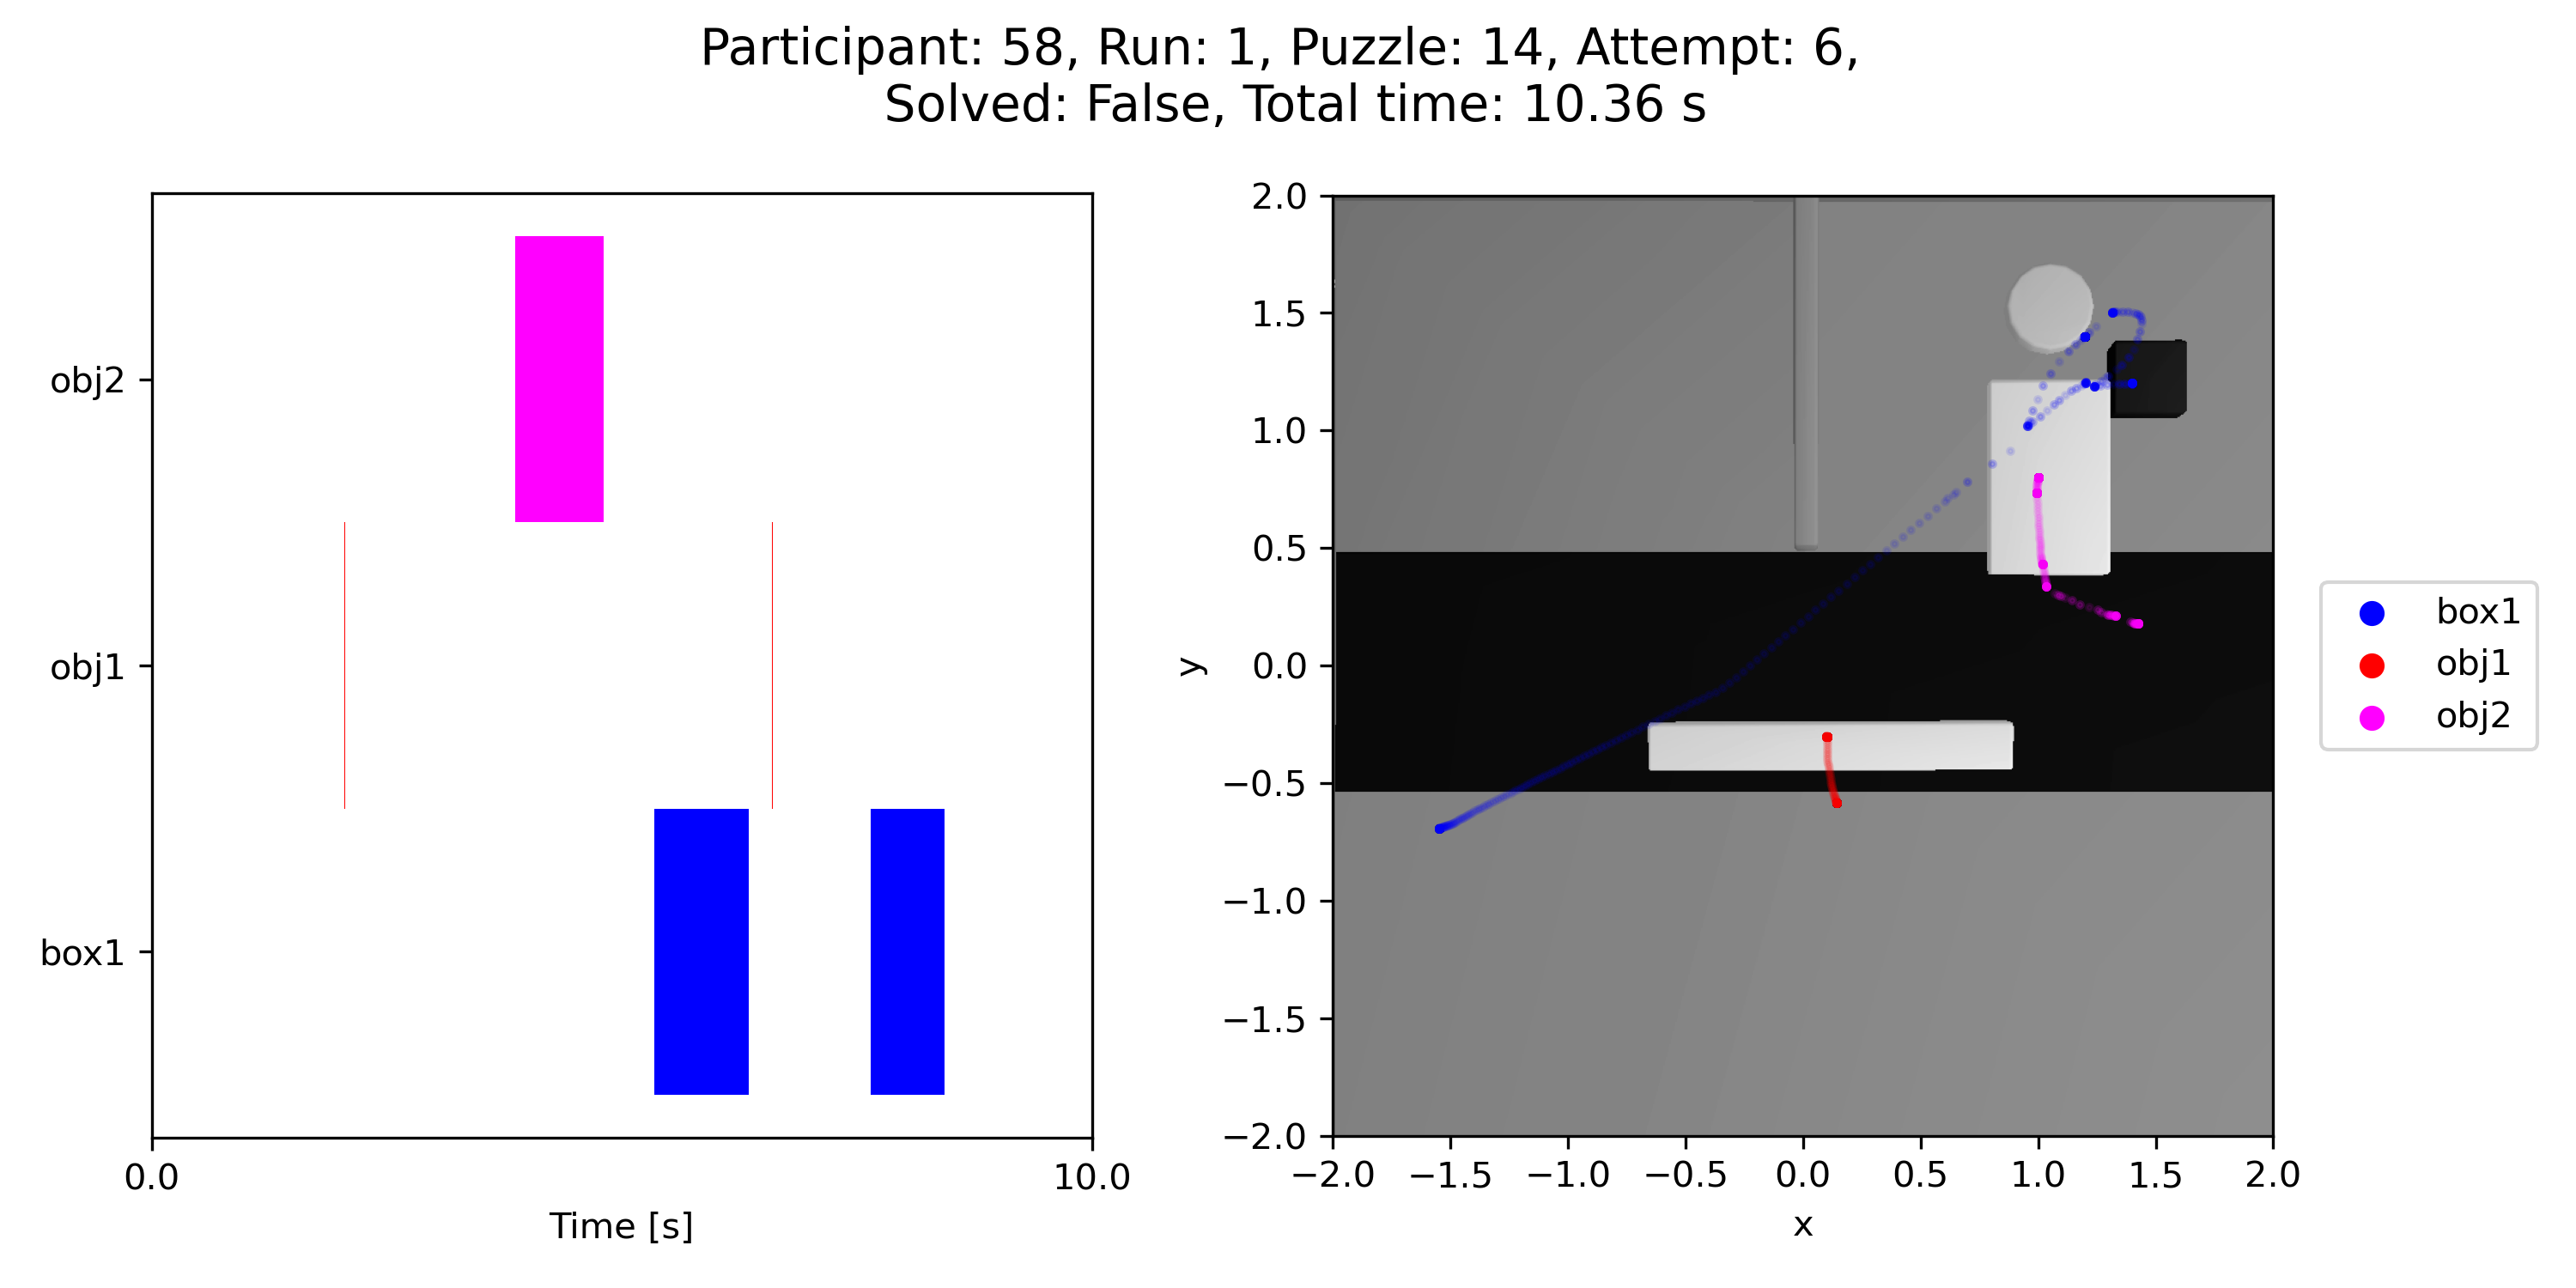 Participant: 58, Run: 1, Puzzle: 14, Attempt: 6,
Solved: False, Total time: 10.36 s
obj2
obj1
box1
0.0
10.0
Time [s]
2.0
1.5
1.0
0.5
0.0
−0.5
−1.0
−1.5
−2.0
y
−2.0
−1.5
−1.0
−0.5
0.0
0.5
1.0
1.5
2.0
x
box1
obj1
obj2